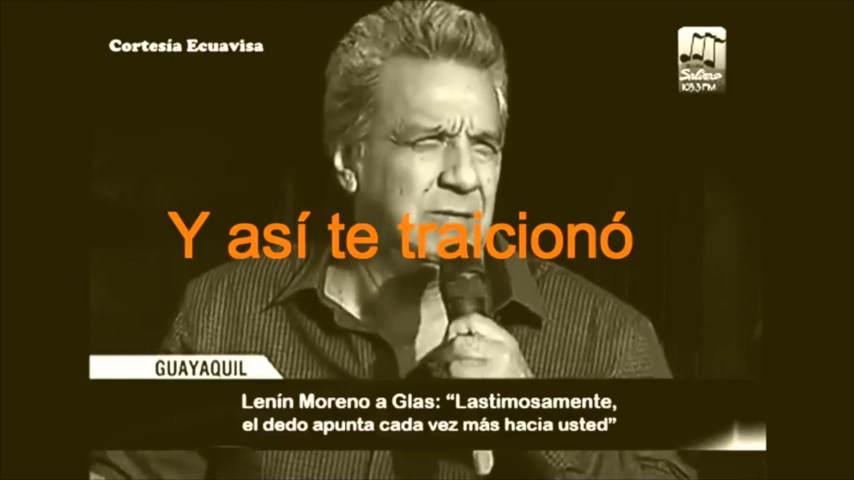 Cortesía Ecuavisa
Salinas
103.3 FM
Y así te traicionó
GUAYAQUIL
Lenín Moreno a Glas: “Lastimosamente,
el dedo apunta cada vez más hacia usted”